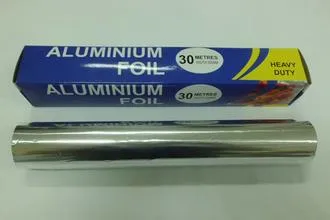 ALUMINIUM
FOIL
30 METRES
HEAVY
DUTY
ALUMINIUM
FOIL
30 METRES